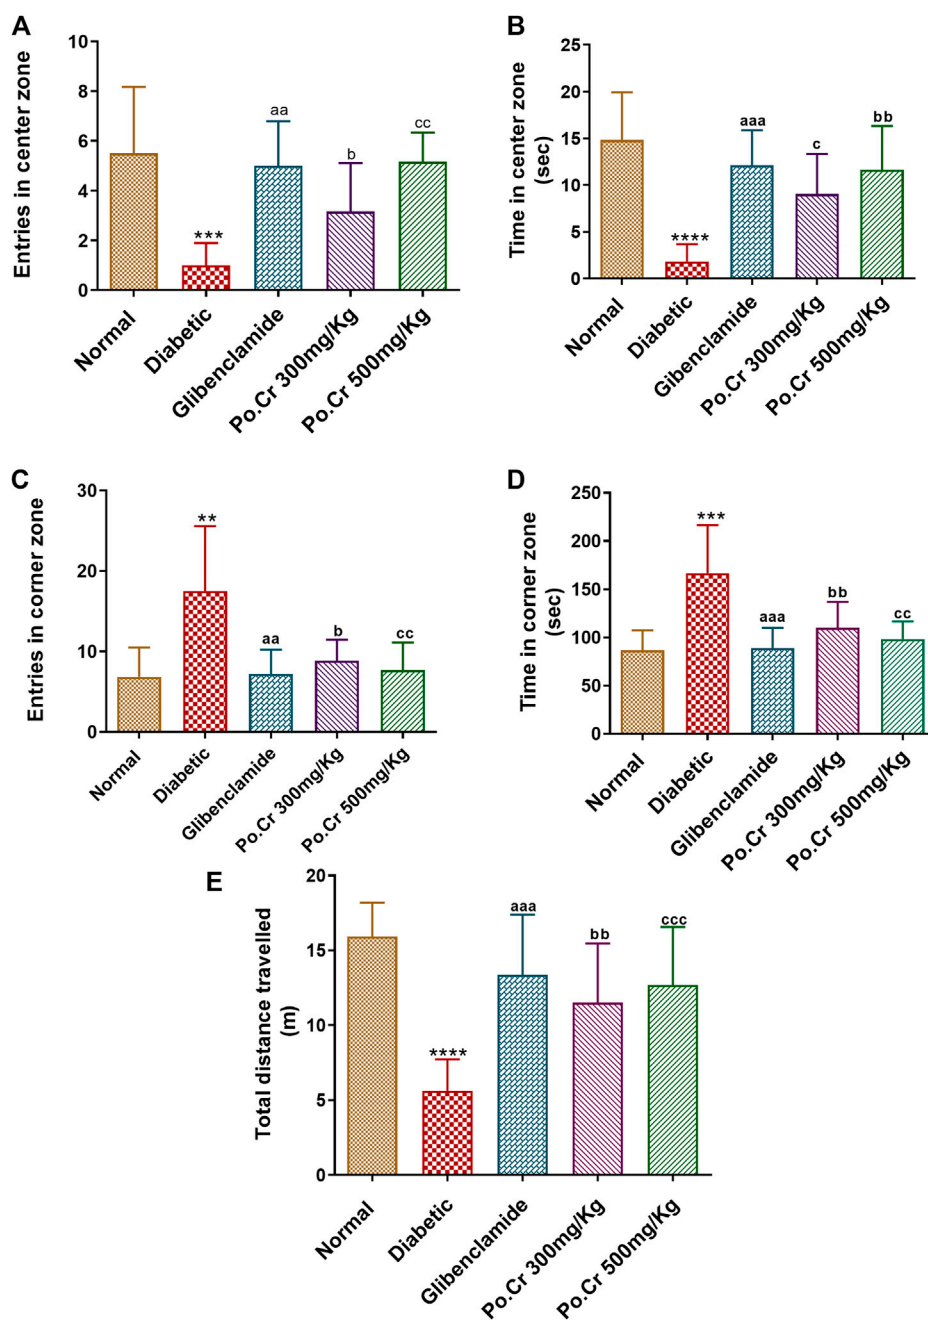 A
Entries in center zone
10
8
6
4
2
0
***
aa
b
cc
Normal
Diabetic
Glibenclamide
Po.Cr 300mg/Kg
Po.Cr 500mg/Kg
B
Time in center zone
(sec)
25
20
15
10
5
0
****
aaa
c
bb
Normal
Diabetic
Gibenclamide
Po.Cr 300mg/Kg
Po.Cr 500mg/Kg
C
Entries in corner zone
30
20
10
0
**
aa
b
cc
Normal
Diabetic
Glibenclamide
Po.Cr 300mg/Kg
Po.Cr 500mg/Kg
D
Time in corner zone
(sec)
250
200
150
100
50
0
***
aaa
bb
cc
Normal
Diabetic
Glibenclamide
Po.Cr 300mg/Kg
Po.Cr 500mg/Kg
E
Total distance travelled
(m)
20
15
10
5
0
****
aaa
bb
ccc
Normal
Diabetic
Glibenclamide
Po.Cr 300mg/Kg
Po.Cr 500mg/Kg